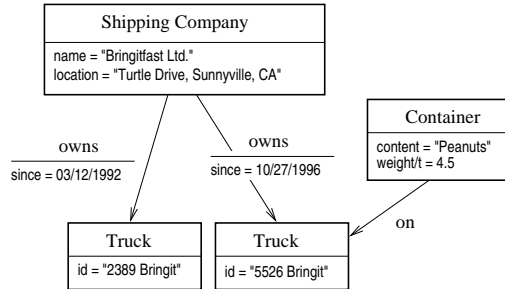 Shipping Company
name = "Bringitfast Ltd."
location = "Turtle Drive, Sunnyville, CA"
Container
content = "Peanuts"
weight/t = 4.5
owns
since = 03/12/1992
owns
since = 10/27/1996
on
Truck
id = "2389 Bringit"
Truck
id = "5526 Bringit"